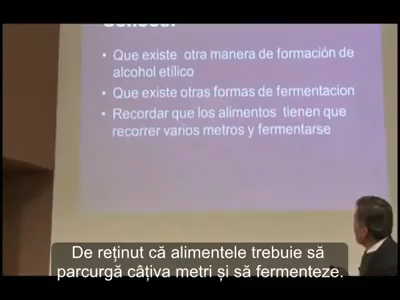 • Que existe otra manera de formación de
alcohol etílico
• Que existe otras formas de fermentacion
• Recordar que los alimentos tienen que
recorrer varios metros y fermentarse
De reținut că alimentele trebuie să
parcurgă câțiva metri și să fermenteze.